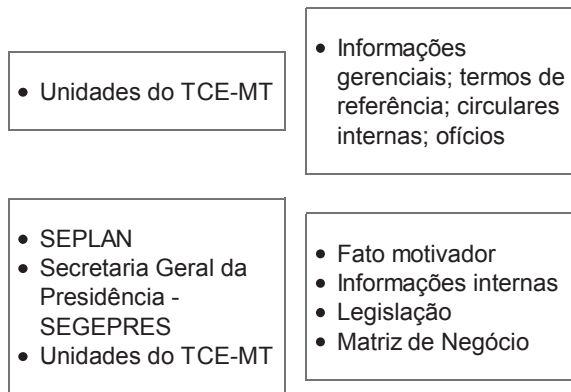 • Unidades do TCE-MT
• Informações
gerenciais; termos de
referência; circulares
internas; ofícios
• SEPLAN
• Secretaria Geral da
Presidência -
SEGEPRES
• Unidades do TCE-MT
• Fato motivador
• Informações internas
• Legislação
• Matriz de Negócio